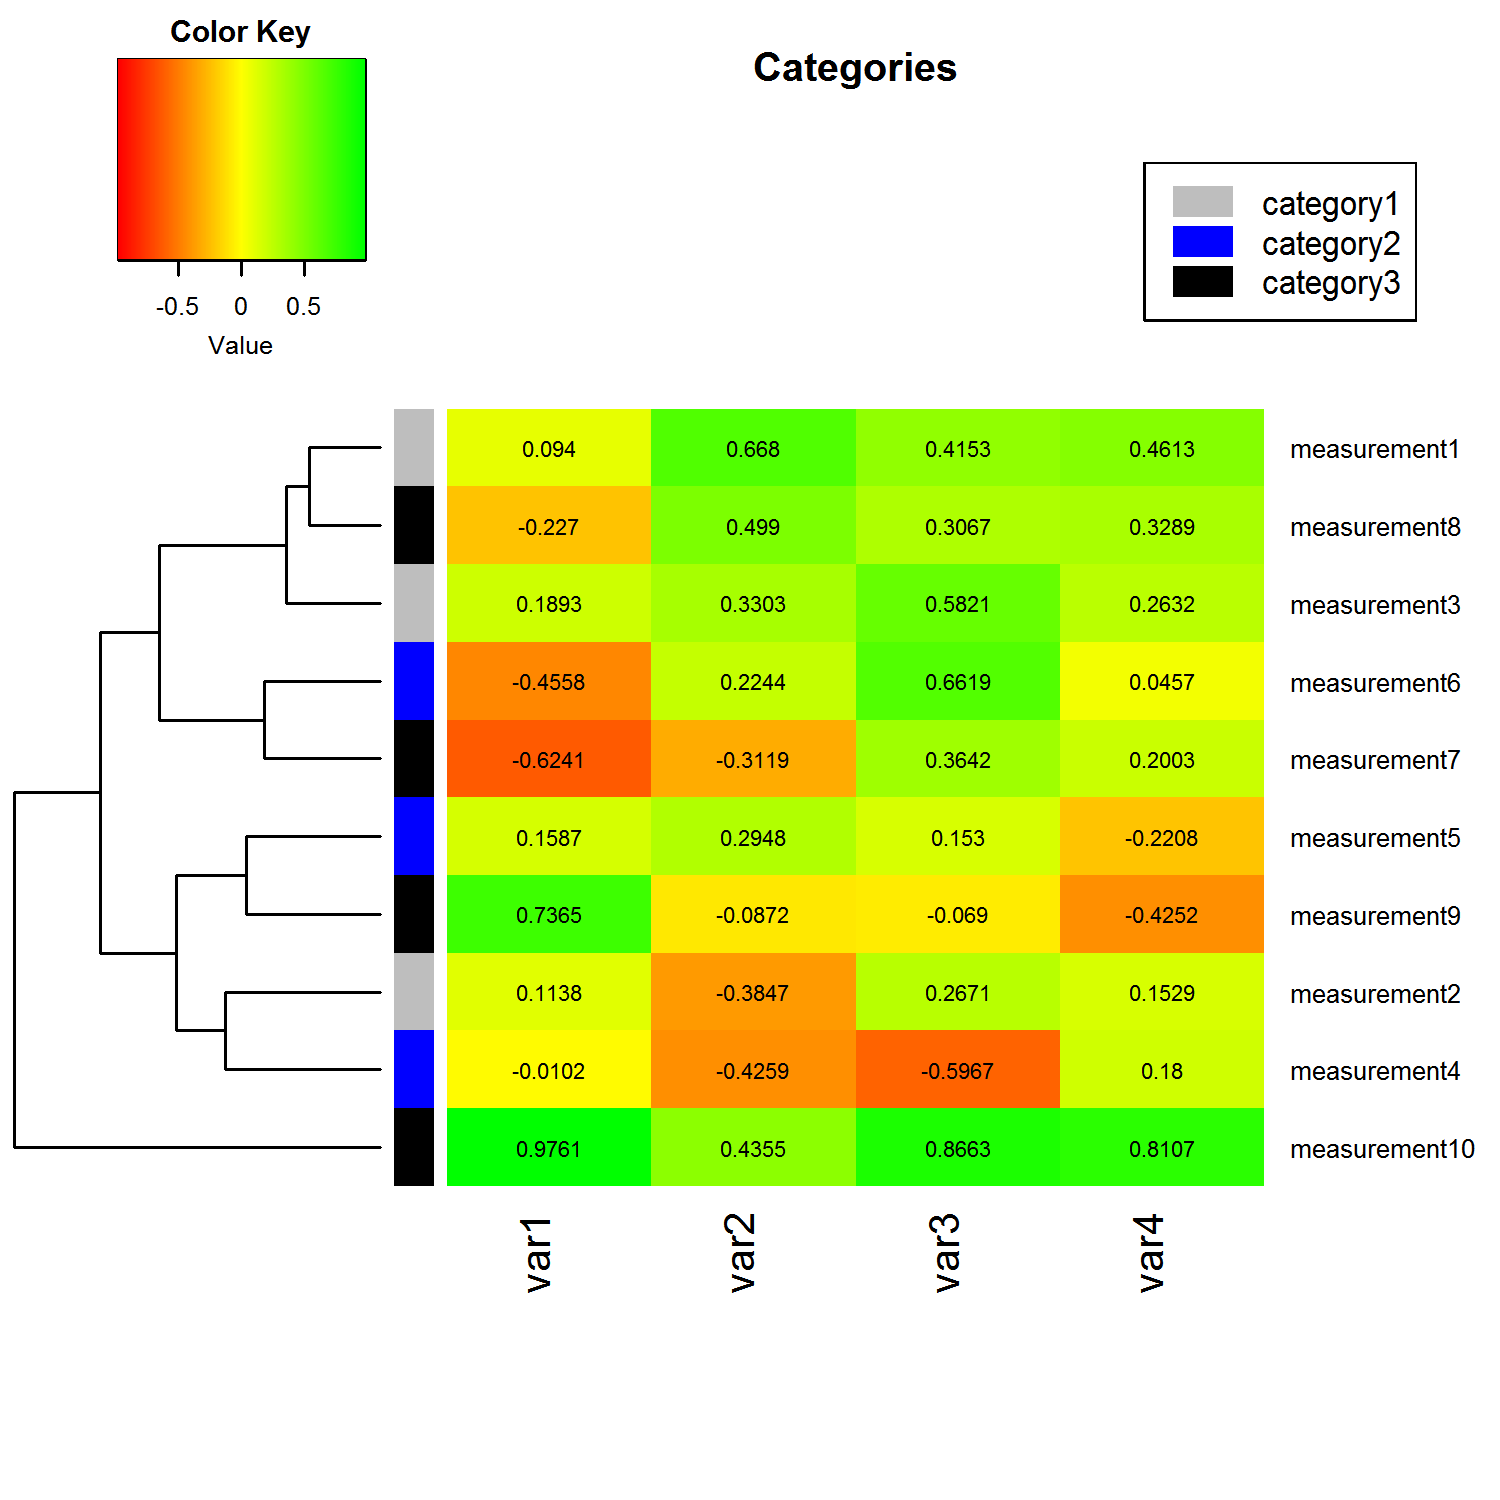 Color Key
Categories
-0.5 0 0.5
Value
category1
category2
category3
0.094 0.668 0.4153 0.4613 measurement1
-0.227 0.499 0.3067 0.3289 measurement8
0.1893 0.3303 0.5821 0.2632 measurement3
-0.4558 0.2244 0.6619 0.0457 measurement6
-0.6241 -0.3119 0.3642 0.2003 measurement7
0.1587 0.2948 0.153 -0.2208 measurement5
0.7365 -0.0872 -0.069 -0.4252 measurement9
0.1138 -0.3847 0.2671 0.1529 measurement2
-0.0102 -0.4259 -0.5967 0.18 measurement4
0.9761 0.4355 0.8663 0.8107 measurement10
var1 var2 var3 var4